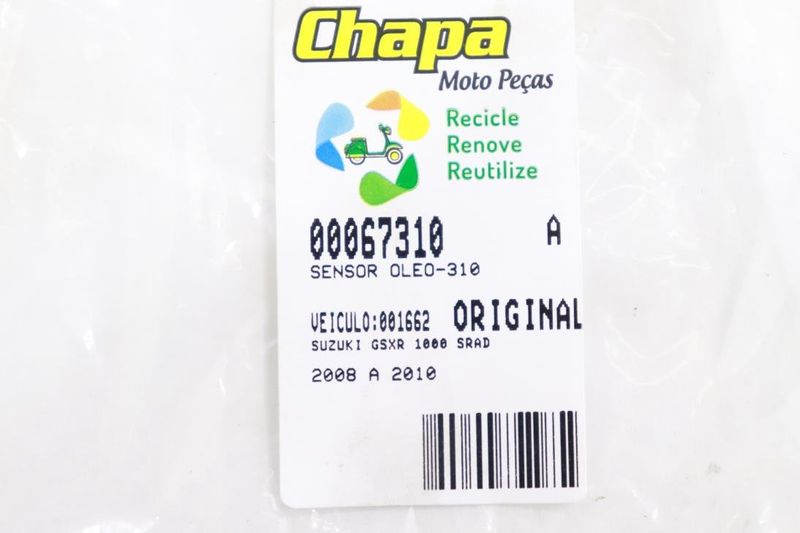 Chapa
Moto Peças
Recicle
Renove
Reutilize
00067310 A
SENSOR OLEO-310
VEICULO:001662 ORIGINAL
SUZUKI GSXR 1000 SRAD
2008 A 2010